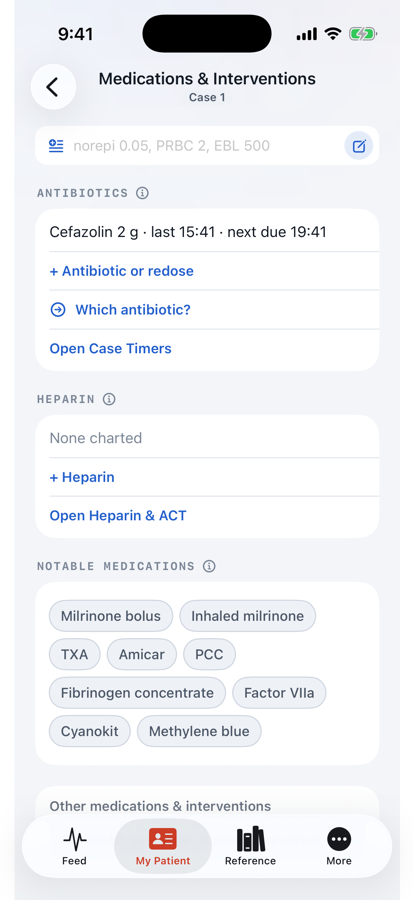 9:41
Medications & Interventions
Case 1
norepi 0.05, PRBC 2, EBL 500
ANTIBIOTICS
Cefazolin 2 g · last 15:41 · next due 19:41
+ Antibiotic or redose
Which antibiotic?
Open Case Timers
HEPARIN
None charted
+ Heparin
Open Heparin & ACT
NOTABLE MEDICATIONS
Milrinone bolus
Inhaled milrinone
TXA
Amicar
PCC
Fibrinogen concentrate
Factor VIIa
Cyanokit
Methylene blue
Other medications & interventions
Feed
My Patient
Reference
More